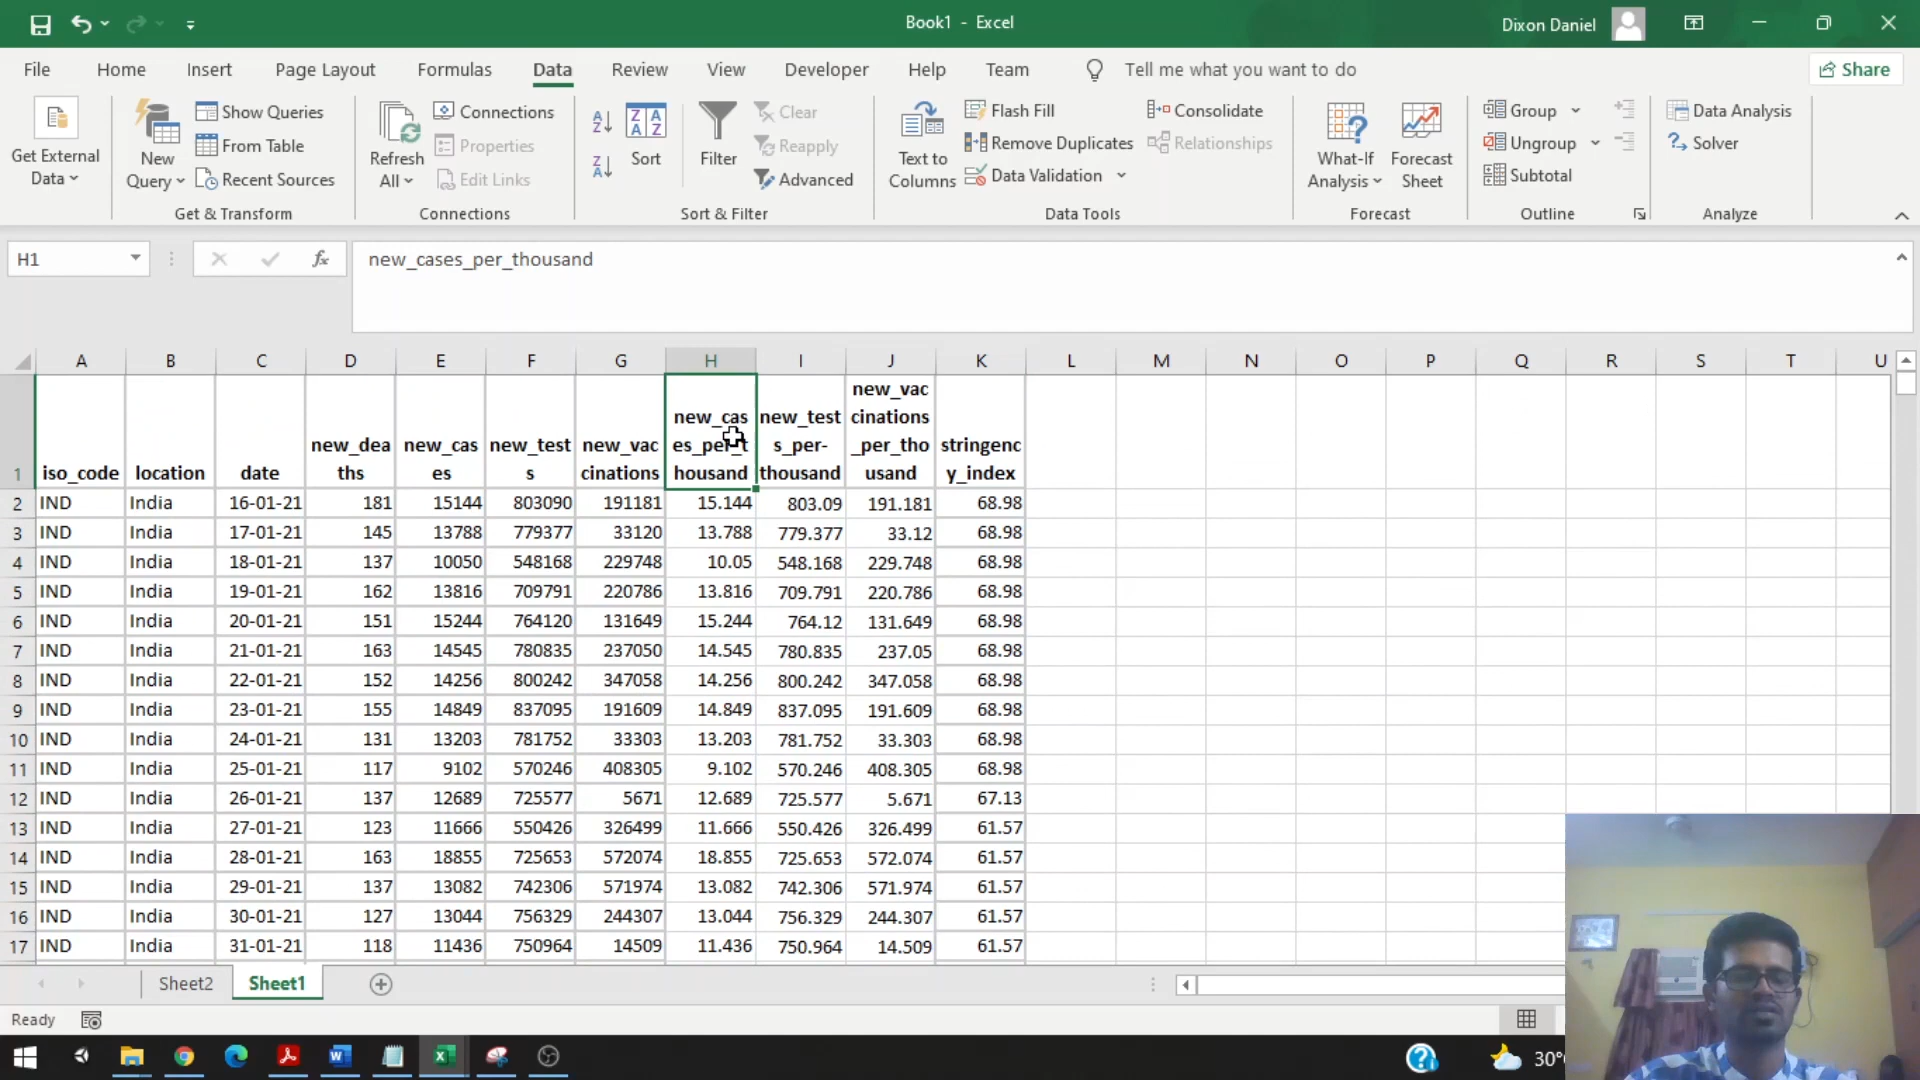 Book1 - Excel
Dixon Daniel
File Home Insert Page Layout Formulas Data Review View Developer Help Team Tell me what you want to do Share
Get External Data
New Query
Show Queries
From Table
Recent Sources
Get & Transform
Refresh All
Connections
Properties
Edit Links
Connections
Sort
Filter
Clear
Reapply
Advanced
Sort & Filter
Text to Columns
Flash Fill
Remove Duplicates
Data Validation
Consolidate
Relationships
Data Tools
What-If Analysis
Forecast Sheet
Forecast
Group
Ungroup
Subtotal
Outline
Data Analysis
Solver
Analyze
H1 fx new_cases_per_thousand
A B C D E F G H I J K L M N O P Q R S T U
1 iso_code location date new_deaths new_cases new_tests new_vaccinations new_cases_per_thousand new_tests_per-thousand new_vaccinations_per_thousand stringency_index
2 IND India 16-01-21 181 15144 803090 191181 15.144 803.09 191.181 68.98
3 IND India 17-01-21 145 13788 779377 33120 13.788 779.377 33.12 68.98
4 IND India 18-01-21 137 10050 548168 229748 10.05 548.168 229.748 68.98
5 IND India 19-01-21 162 13816 709791 220786 13.816 709.791 220.786 68.98
6 IND India 20-01-21 151 15244 764120 131649 15.244 764.12 131.649 68.98
7 IND India 21-01-21 163 14545 780835 237050 14.545 780.835 237.05 68.98
8 IND India 22-01-21 152 14256 800242 347058 14.256 800.242 347.058 68.98
9 IND India 23-01-21 155 14849 837095 191609 14.849 837.095 191.609 68.98
10 IND India 24-01-21 131 13203 781752 33303 13.203 781.752 33.303 68.98
11 IND India 25-01-21 117 9102 570246 408305 9.102 570.246 408.305 68.98
12 IND India 26-01-21 137 12689 725577 5671 12.689 725.577 5.671 67.13
13 IND India 27-01-21 123 11666 550426 326499 11.666 550.426 326.499 61.57
14 IND India 28-01-21 163 18855 725653 572074 18.855 725.653 572.074 61.57
15 IND India 29-01-21 137 13082 742306 571974 13.082 742.306 571.974 61.57
16 IND India 30-01-21 127 13044 756329 244307 13.044 756.329 244.307 61.57
17 IND India 31-01-21 118 11436 750964 14509 11.436 750.964 14.509 61.57
Sheet2 Sheet1
Ready
30°